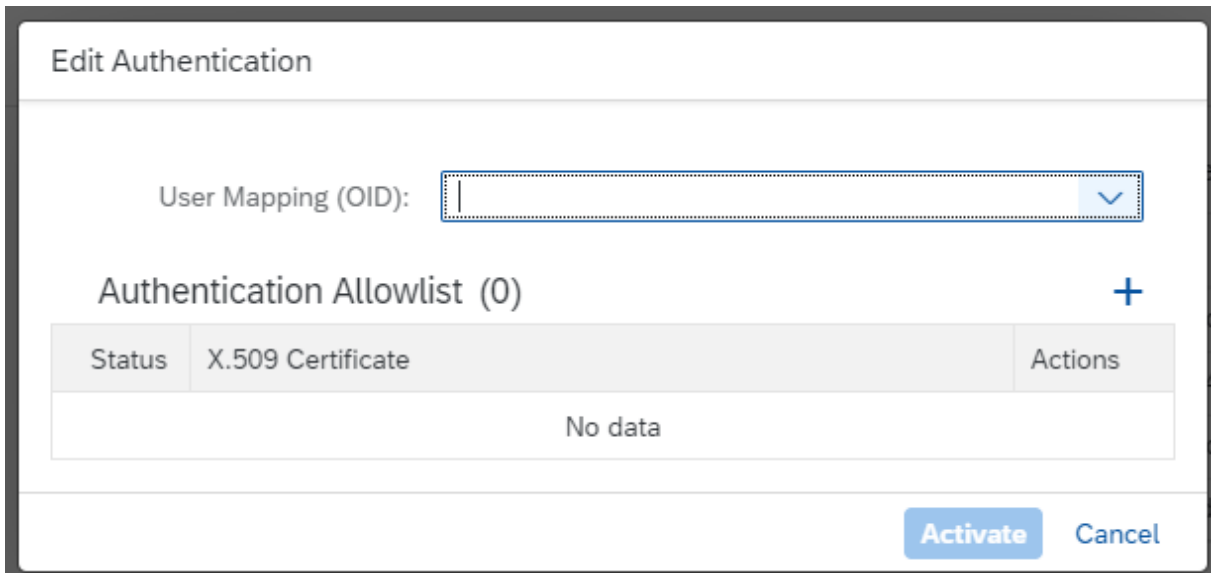 Edit Authentication
User Mapping (OID):
Authentication Allowlist (0)
Status X.509 Certificate Actions
No data
Activate Cancel